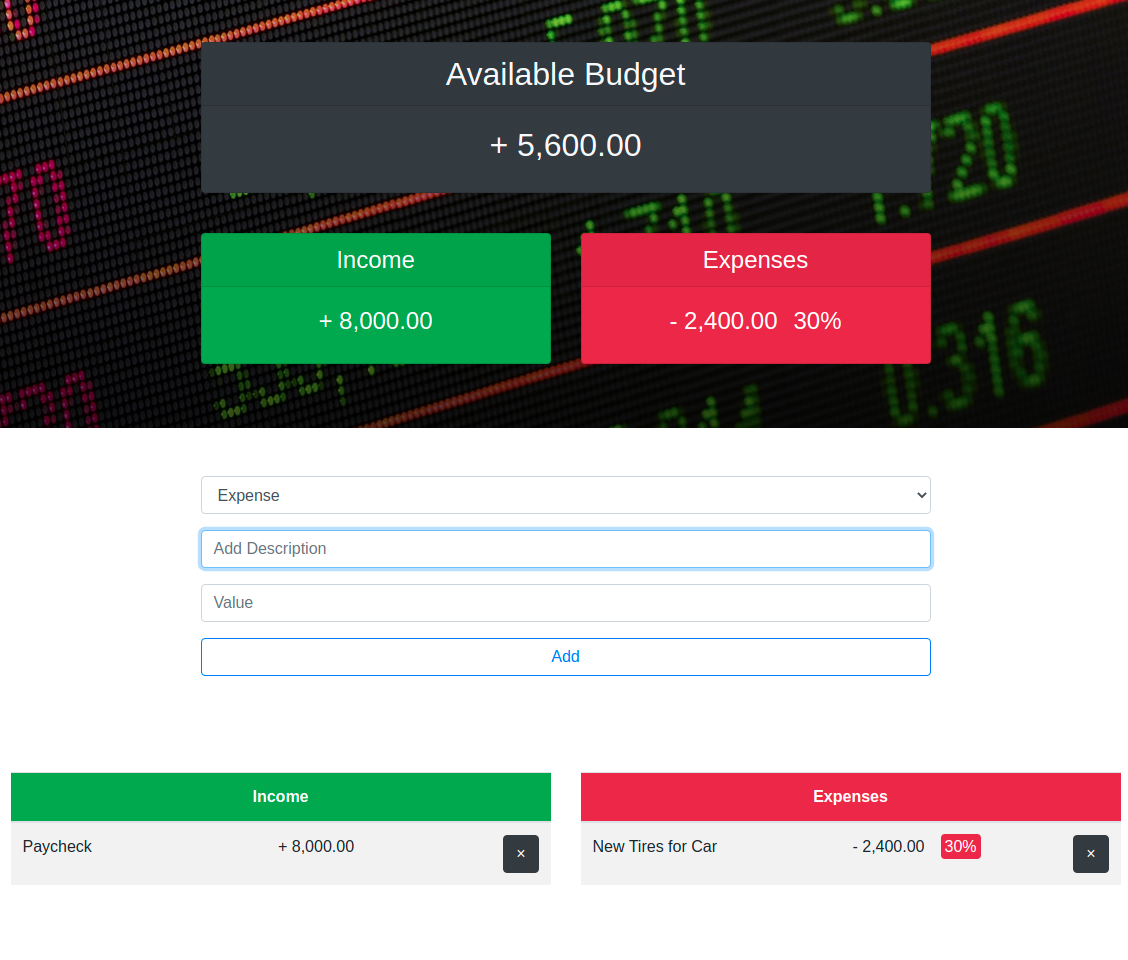 Available Budget
+ 5,600.00
Income
+ 8,000.00
Expenses
- 2,400.00 30%
Expense
Add Description
Value
Add
Income
Paycheck + 8,000.00 ×
Expenses
New Tires for Car - 2,400.00 30% ×